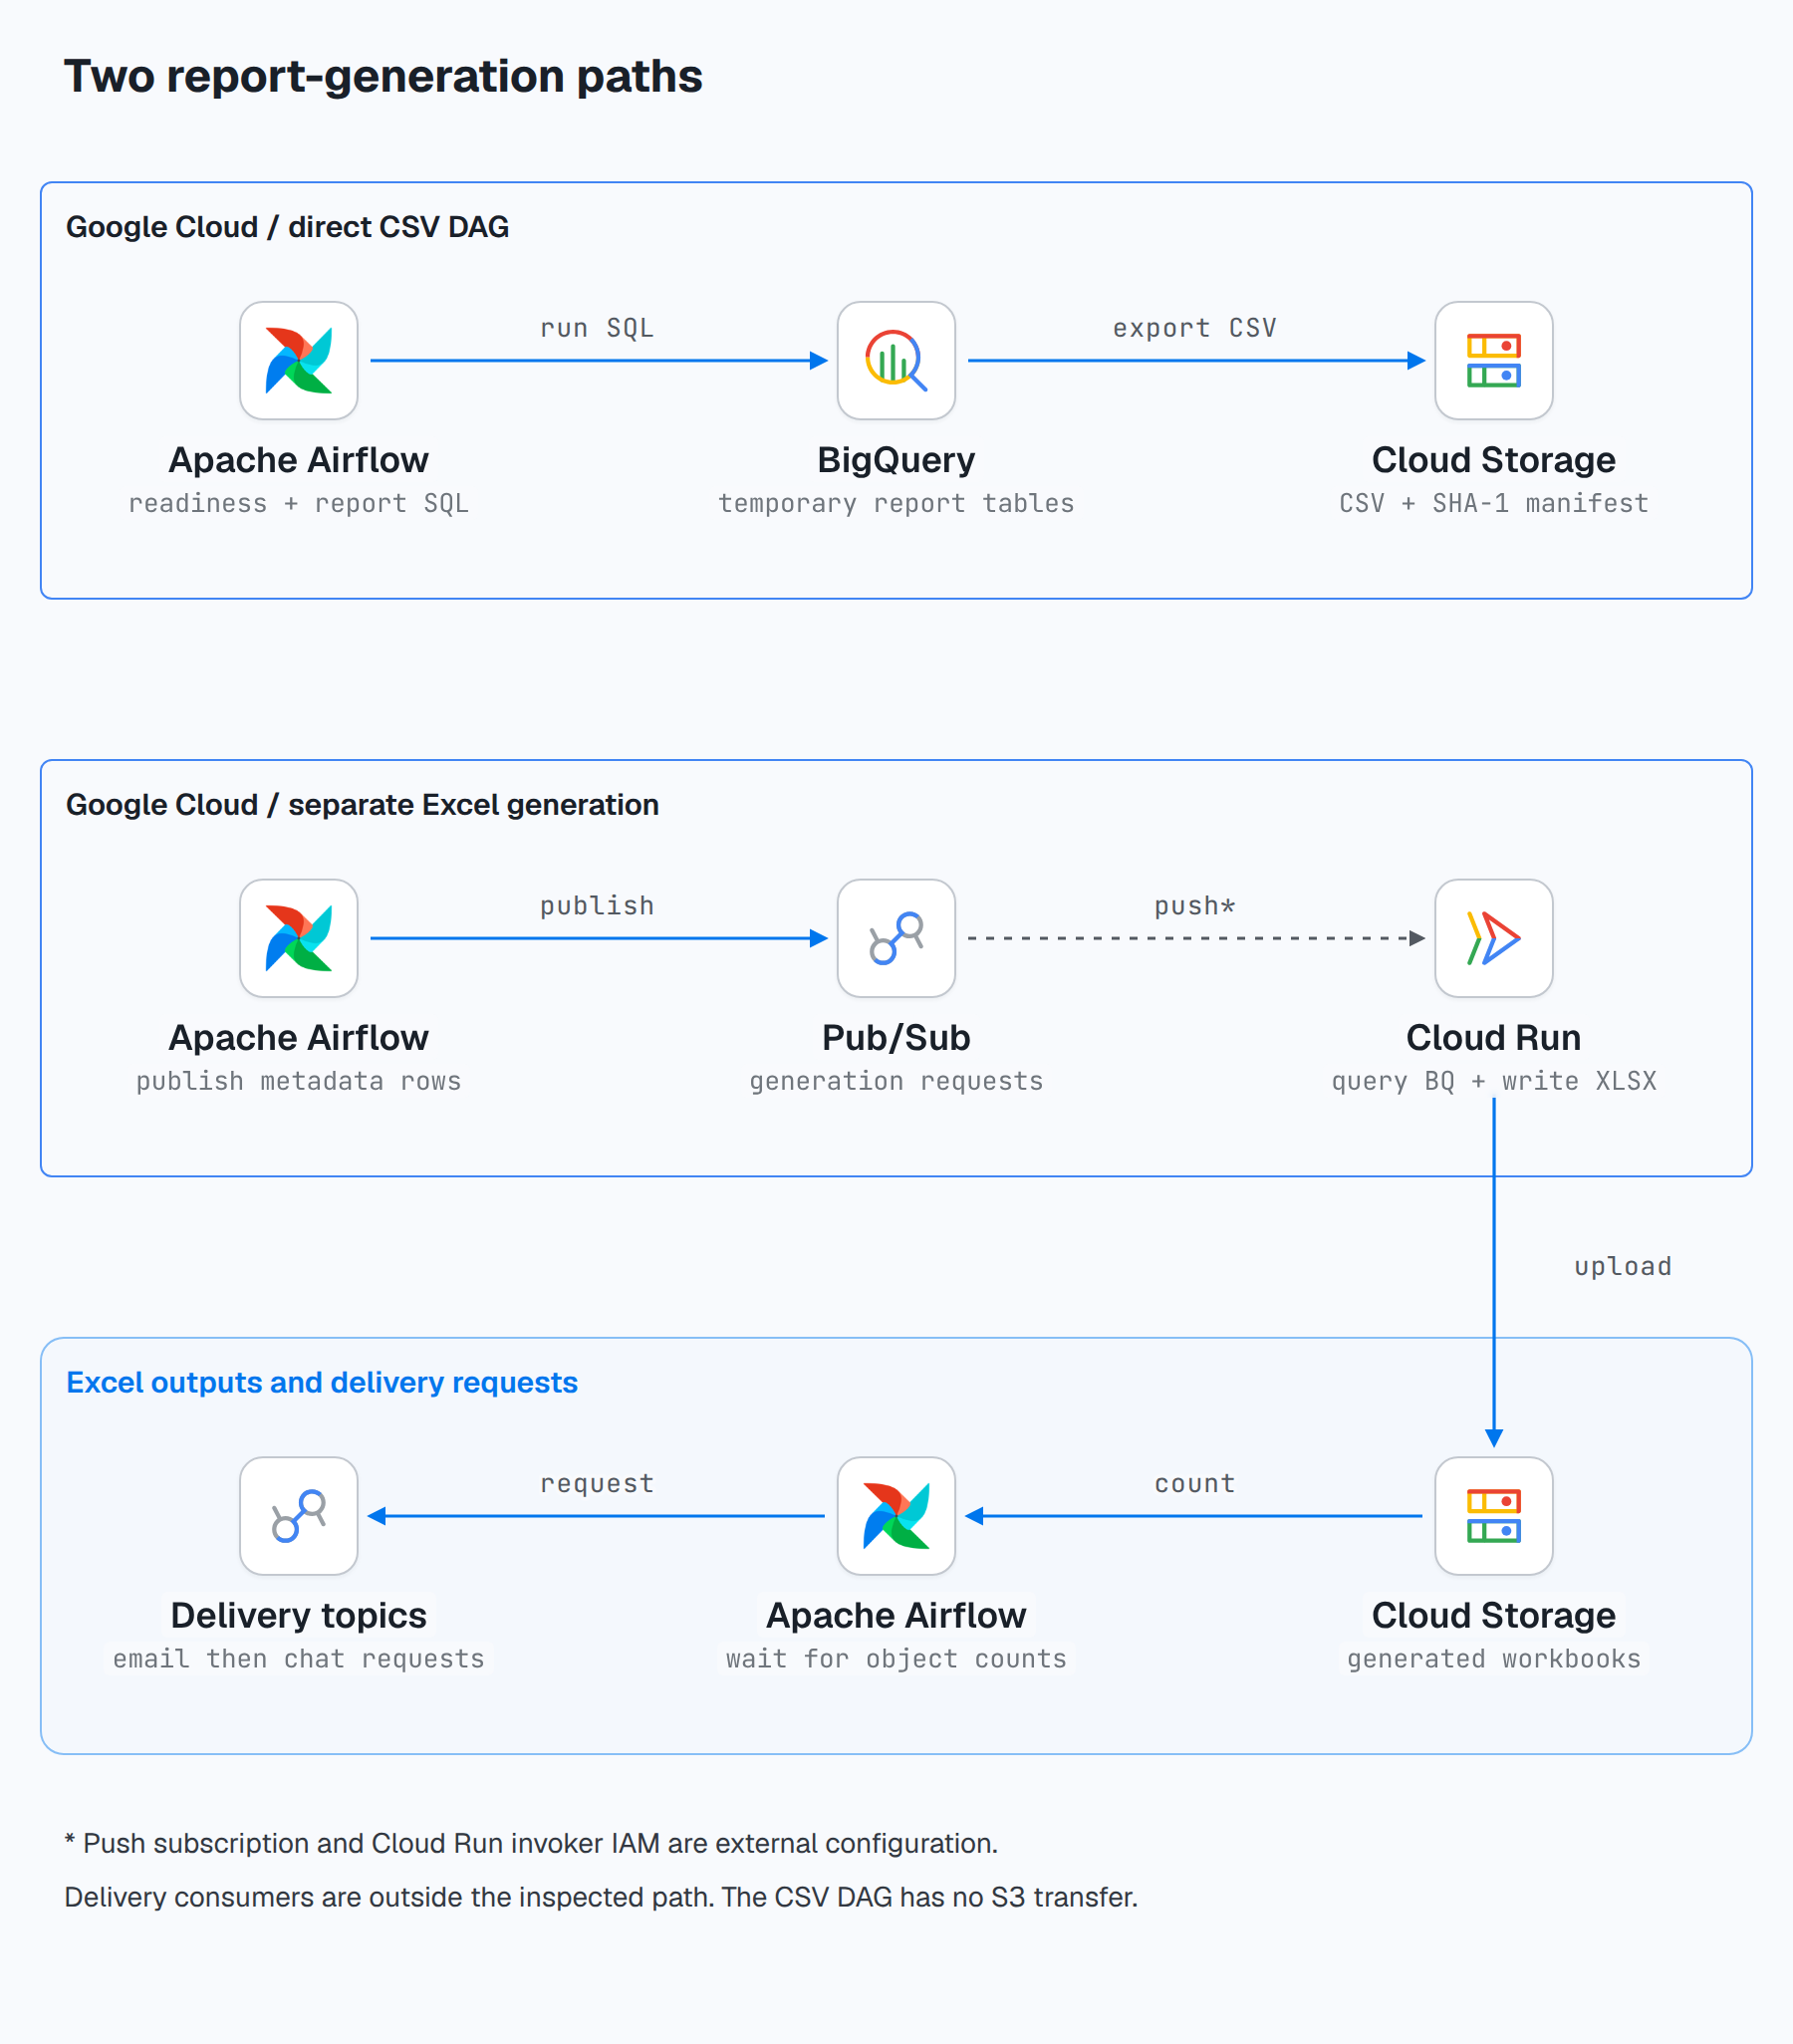 Two report-generation paths
Google Cloud / direct CSV DAG
run SQL
export CSV
Apache Airflow
BigQuery
Cloud Storage
readiness + report SQL
temporary report tables
CSV + SHA-1 manifest
Google Cloud / separate Excel generation
publish
push*
Apache Airflow
Pub/Sub
Cloud Run
publish metadata rows
generation requests
query BQ + write XLSX
upload
Excel outputs and delivery requests
request
count
Delivery topics
Apache Airflow
Cloud Storage
email then chat requests
wait for object counts
generated workbooks
* Push subscription and Cloud Run invoker IAM are external configuration.
Delivery consumers are outside the inspected path. The CSV DAG has no S3 transfer.